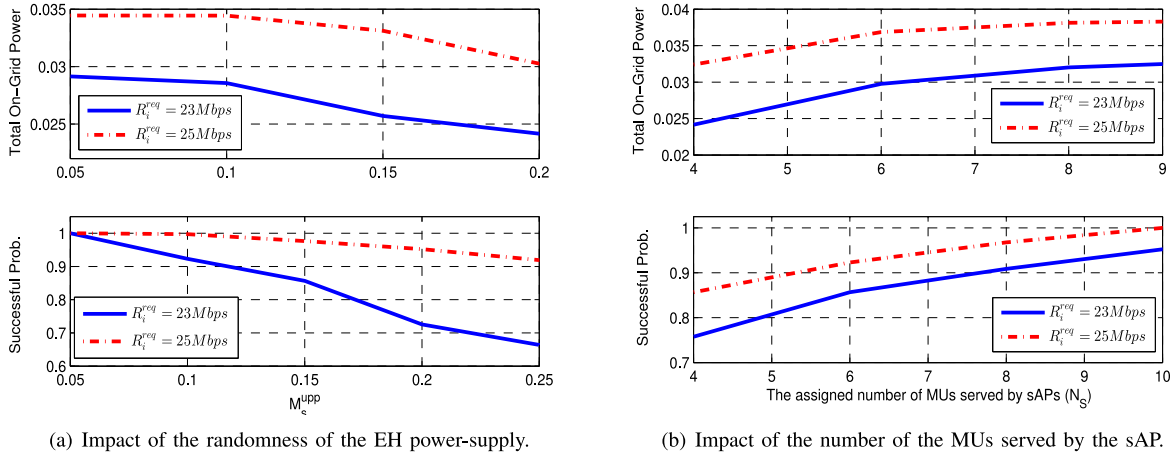 Total On-Grid Power
0.035
0.03
0.025
R_i^{req} = 23Mbps
R_i^{req} = 25Mbps
0.05 0.1 0.15 0.2
Successful Prob.
1
0.9
0.8
0.7
0.6
R_i^{req} = 23Mbps
R_i^{req} = 25Mbps
0.05 0.1 0.15 0.2 0.25
M_s^{upp}
(a) Impact of the randomness of the EH power-supply.
Total On-Grid Power
0.04
0.035
0.03
0.025
0.02
R_i^{req} = 23Mbps
R_i^{req} = 25Mbps
4 5 6 7 8 9
Successful Prob.
1
0.9
0.8
0.7
R_i^{req} = 23Mbps
R_i^{req} = 25Mbps
4 5 6 7 8 9 10
The assigned number of MUs served by sAPs (N_S)
(b) Impact of the number of the MUs served by the sAP.